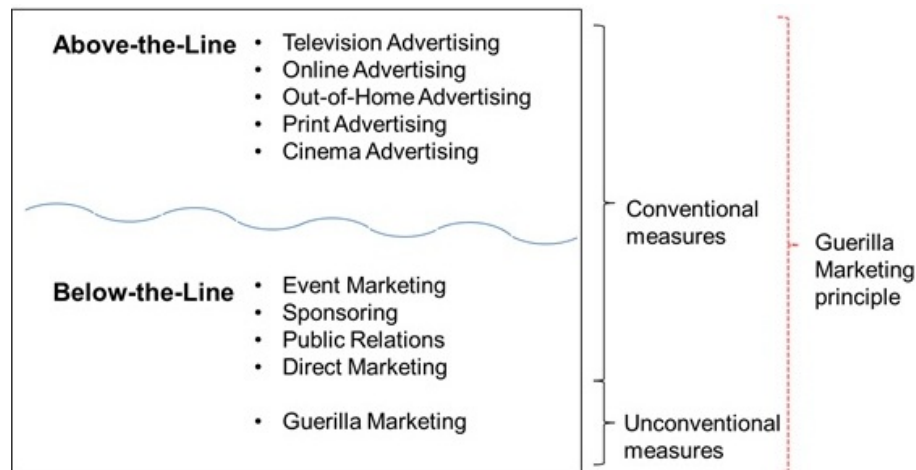 Above-the-Line
• Television Advertising
• Online Advertising
• Out-of-Home Advertising
• Print Advertising
• Cinema Advertising
Below-the-Line
• Event Marketing
• Sponsoring
• Public Relations
• Direct Marketing
• Guerilla Marketing
Conventional
measures
Unconventional
measures
Guerilla
Marketing
principle